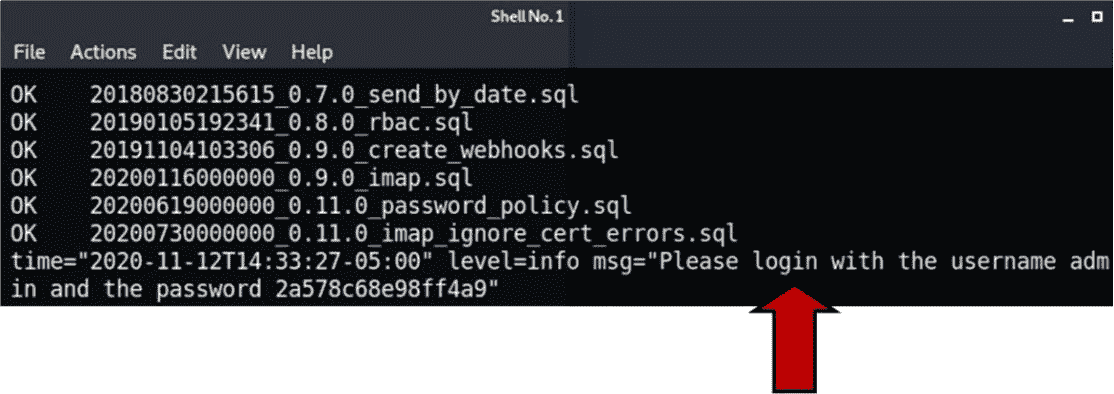 Shell No. 1
File Actions Edit View Help
OK 20180830215615_0.7.0_send_by_date.sql
OK 20190105192341_0.8.0_rbac.sql
OK 20191104103306_0.9.0_create_webhooks.sql
OK 20200116000000_0.9.0_imap.sql
OK 20200619000000_0.11.0_password_policy.sql
OK 20200730000000_0.11.0_imap_ignore_cert_errors.sql
time="2020-11-12T14:33:27-05:00" level=info msg="Please login with the username adm
in and the password 2a578c68e98ff4a9"